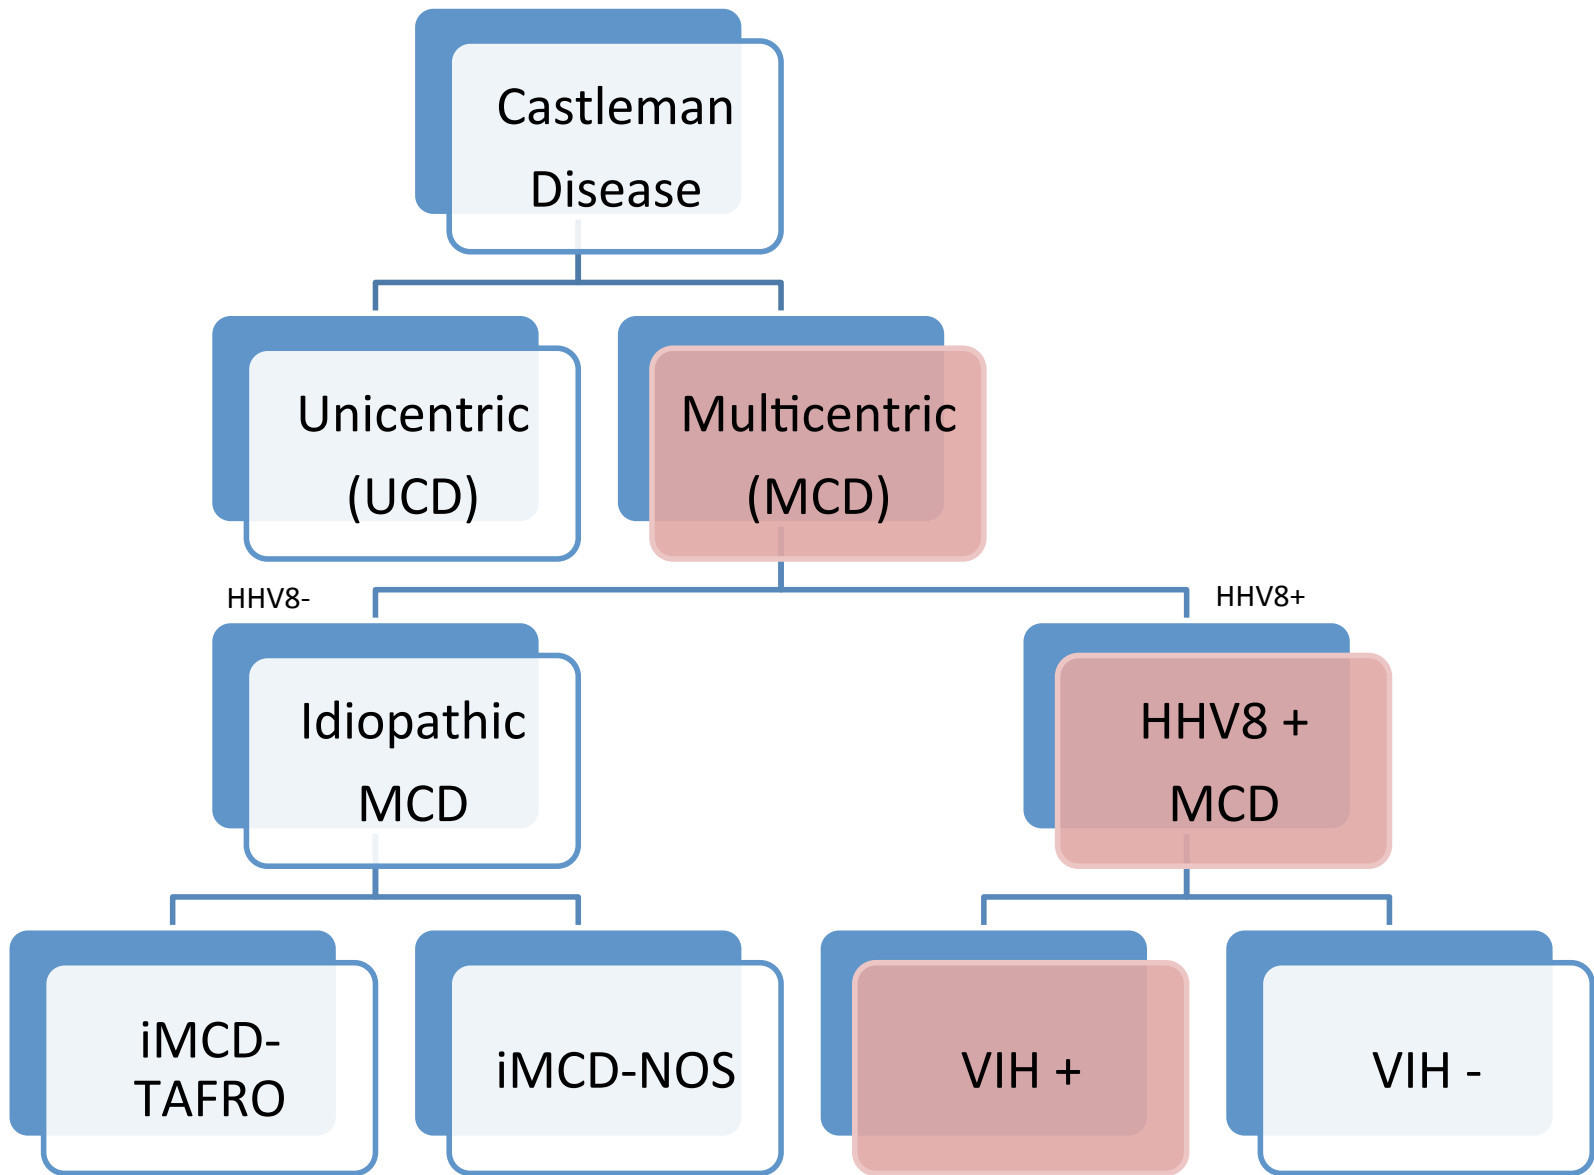 Castleman
Disease
Unicentric
(UCD)
Multicentric
(MCD)
HHV8-
HHV8+
Idiopathic
MCD
HHV8 +
MCD
iMCD-
TAFRO
iMCD-NOS
VIH +
VIH -